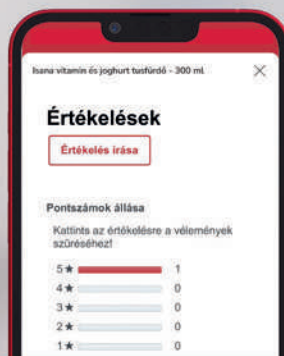 Isana vitamin és joghurt tusfürdő - 300 ml
Értékelések
Értékelés írása
Pontszámok állása
Kattints az értékelésre a vélemények
szűréséhez!
5★ 1
4★ 0
3★ 0
2★ 0
1★ 0